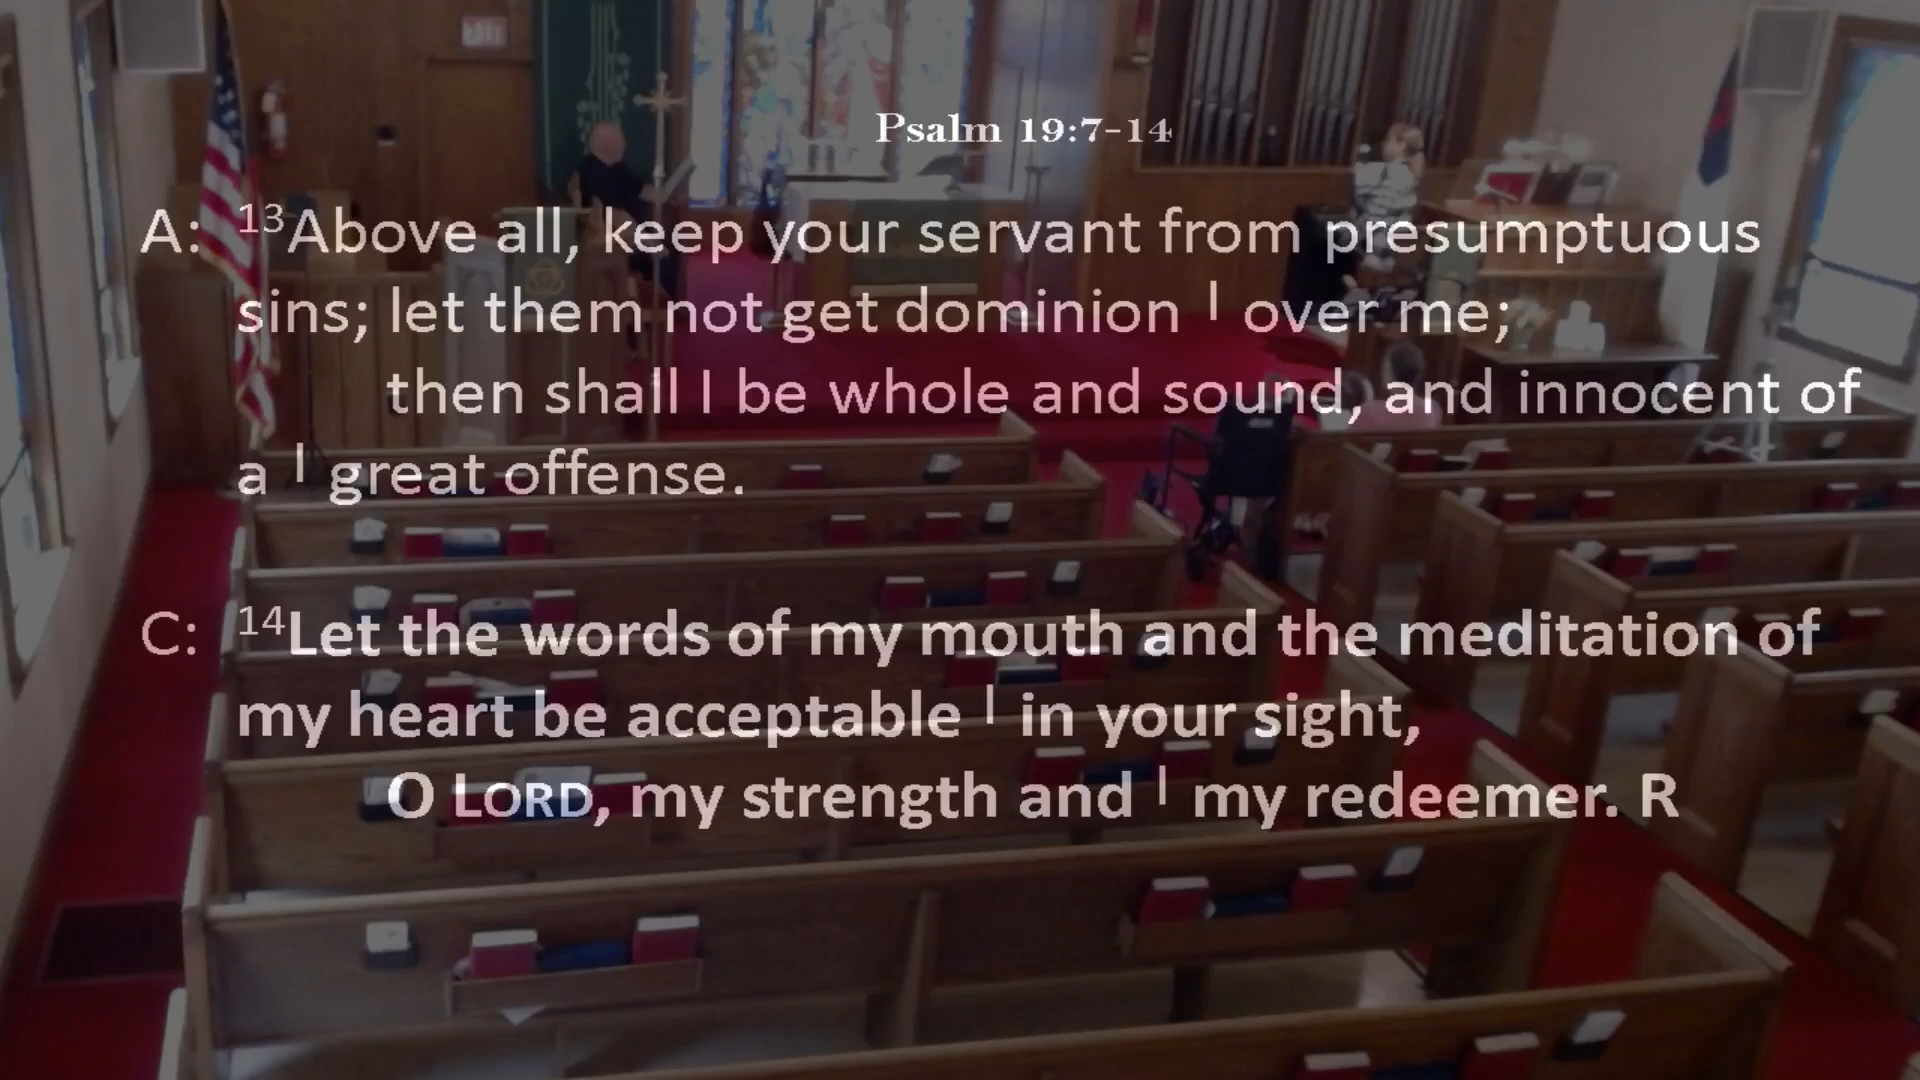 Psalm 19:7-14
A: 13Above all, keep your servant from presumptuous
sins; let them not get dominion | over me;
then shall I be whole and sound, and innocent of
a | great offense.
C: 14Let the words of my mouth and the meditation of
my heart be acceptable | in your sight,
O LORD, my strength and | my redeemer. R